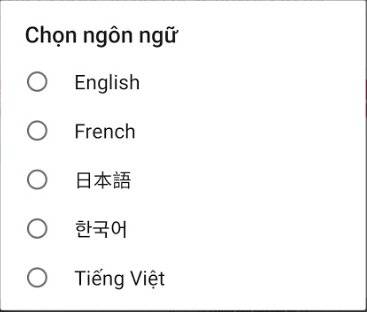 Chọn ngôn ngữ
English
French
日本語
한국어
Tiếng Việt